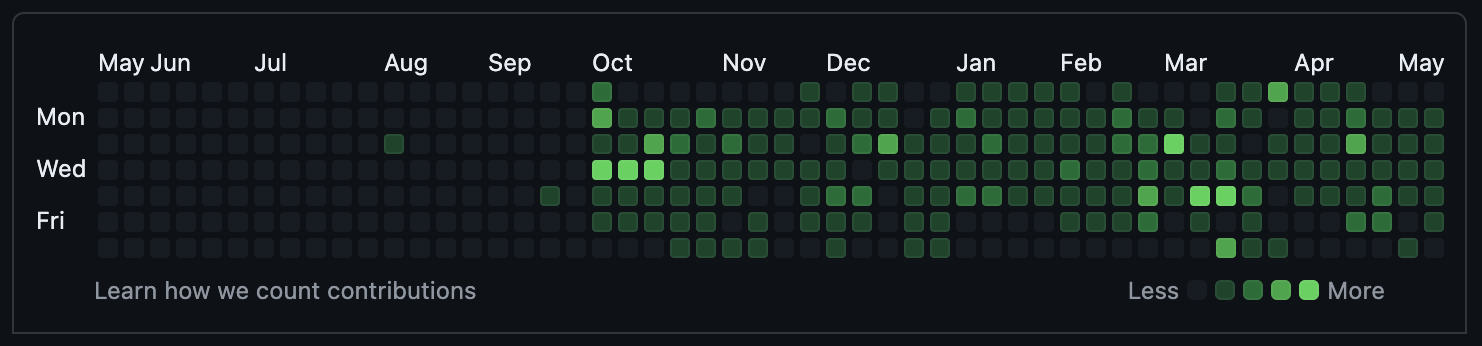 May Jun Jul Aug Sep Oct Nov Dec Jan Feb Mar Apr May
Mon
Wed
Fri
Learn how we count contributions
Less More